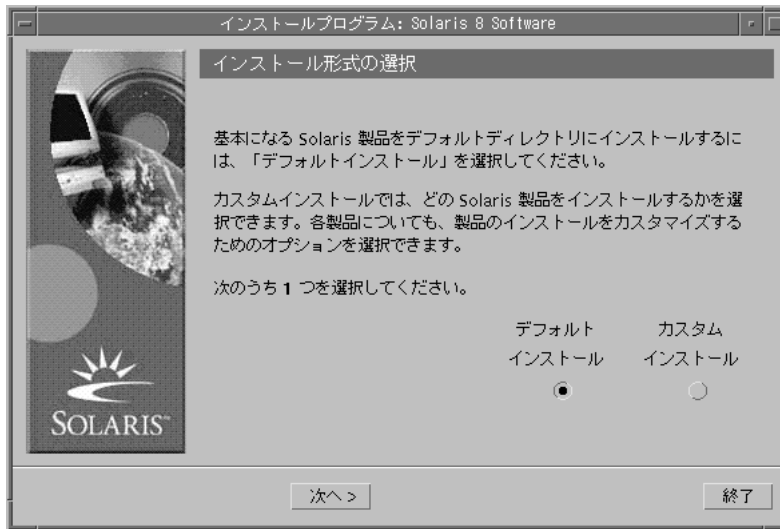 インストールプログラム: Solaris 8 Software
インストール形式の選択
基本になる Solaris 製品をデフォルトディレクトリにインストールするに
は、「デフォルトインストール」を選択してください。
カスタムインストールでは、どの Solaris 製品をインストールするかを選
択できます。各製品についても、製品のインストールをカスタマイズする
ためのオプションを選択できます。
次のうち 1 つを選択してください。
デフォルト
インストール
カスタム
インストール
SOLARIS™
次へ >
終了